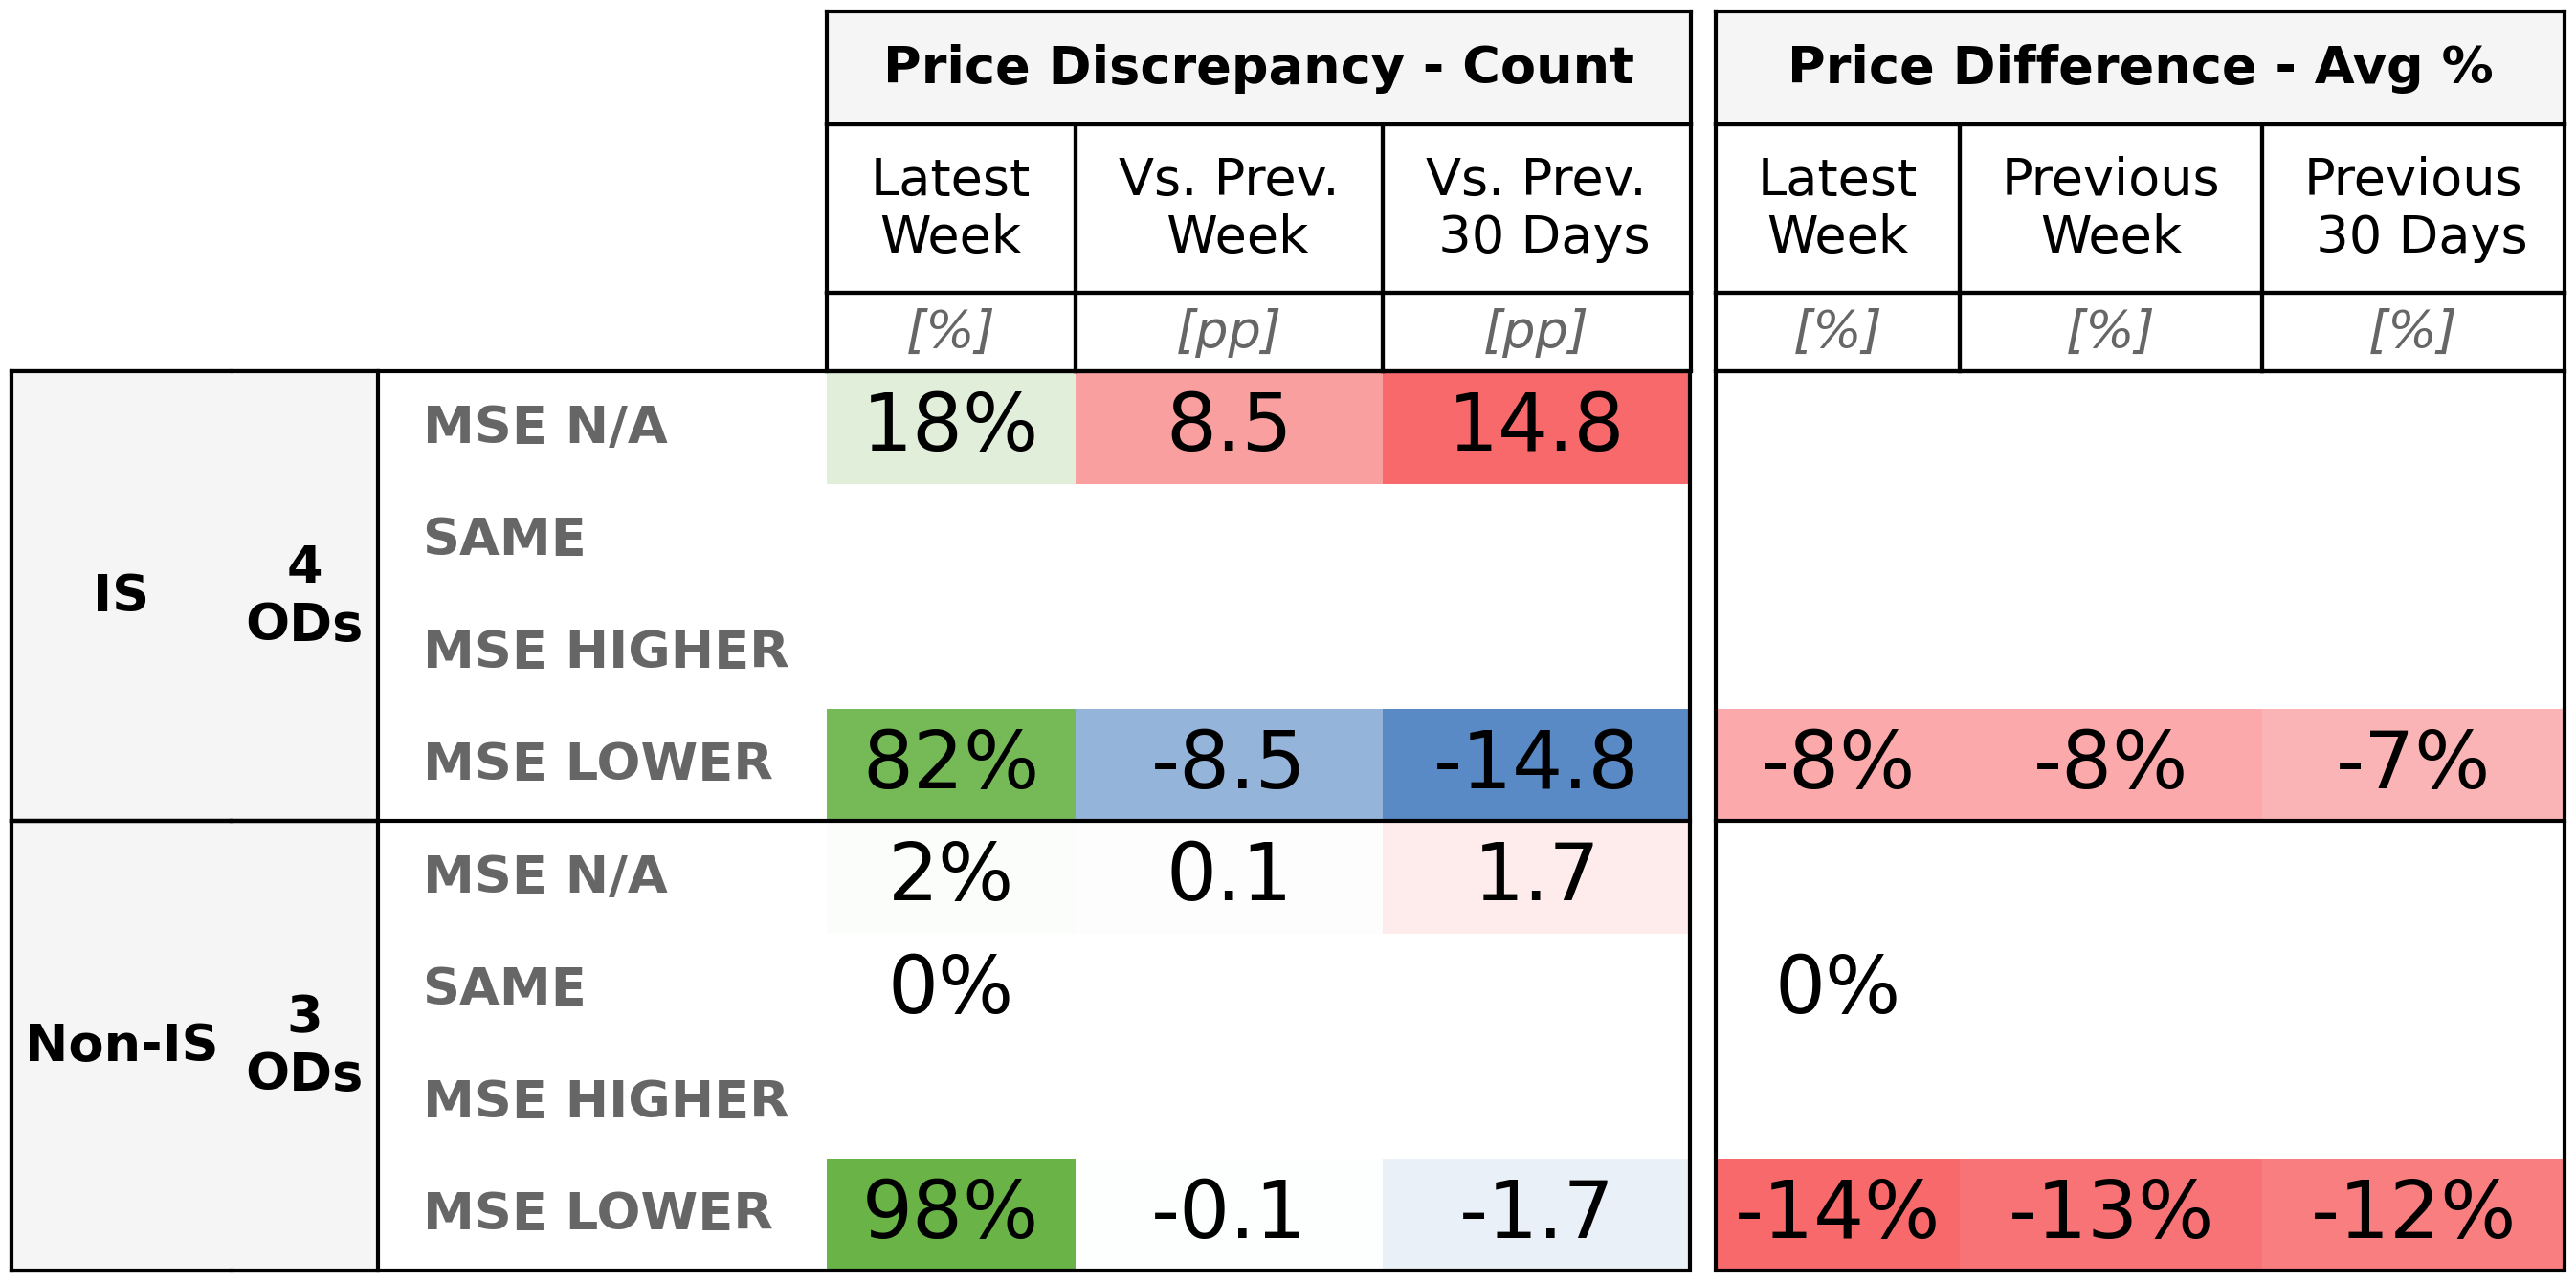 Price Discrepancy - Count Price Difference - Avg %
Latest Week Vs. Prev. Week Vs. Prev. 30 Days Latest Week Previous Week Previous 30 Days
[%] [pp] [pp] [%] [%] [%]
IS 4 ODs
MSE N/A 18% 8.5 14.8
SAME
MSE HIGHER
MSE LOWER 82% -8.5 -14.8 -8% -8% -7%
Non-IS 3 ODs
MSE N/A 2% 0.1 1.7
SAME 0% 0%
MSE HIGHER
MSE LOWER 98% -0.1 -1.7 -14% -13% -12%